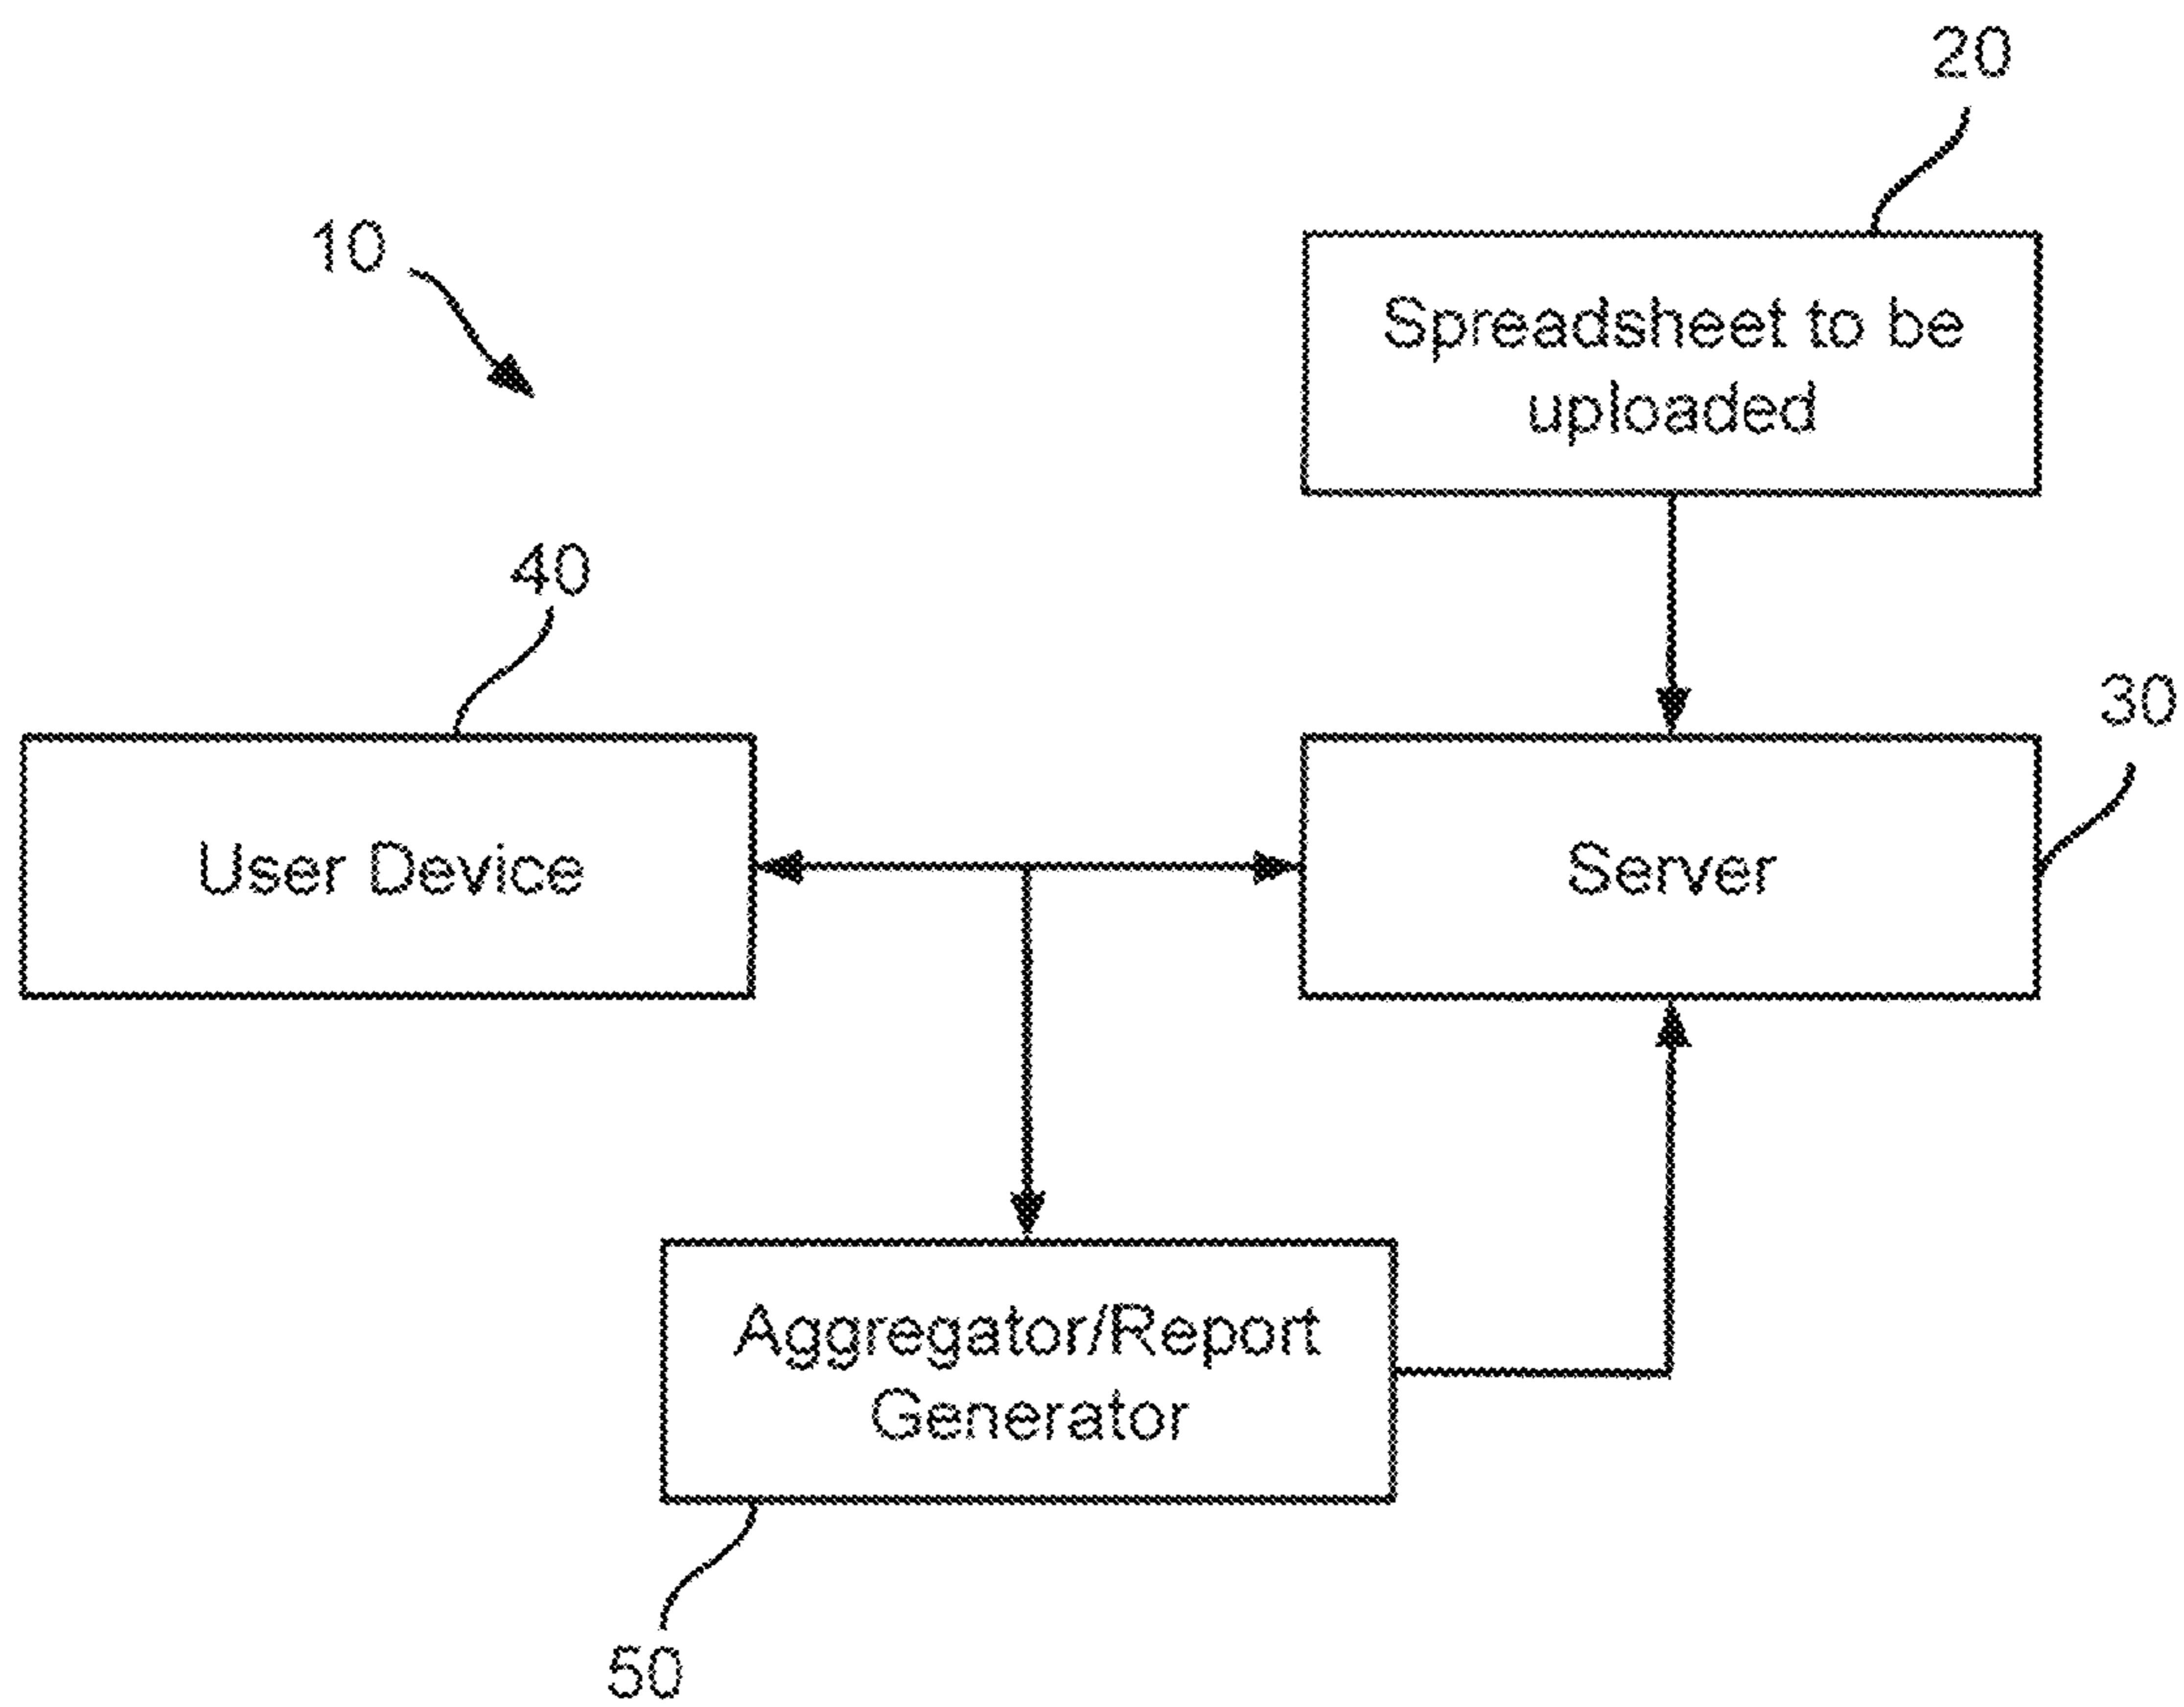 20
10
Spreadsheet to be
uploaded
40
30
User Device
Server
Aggregator/Report
Generator
50